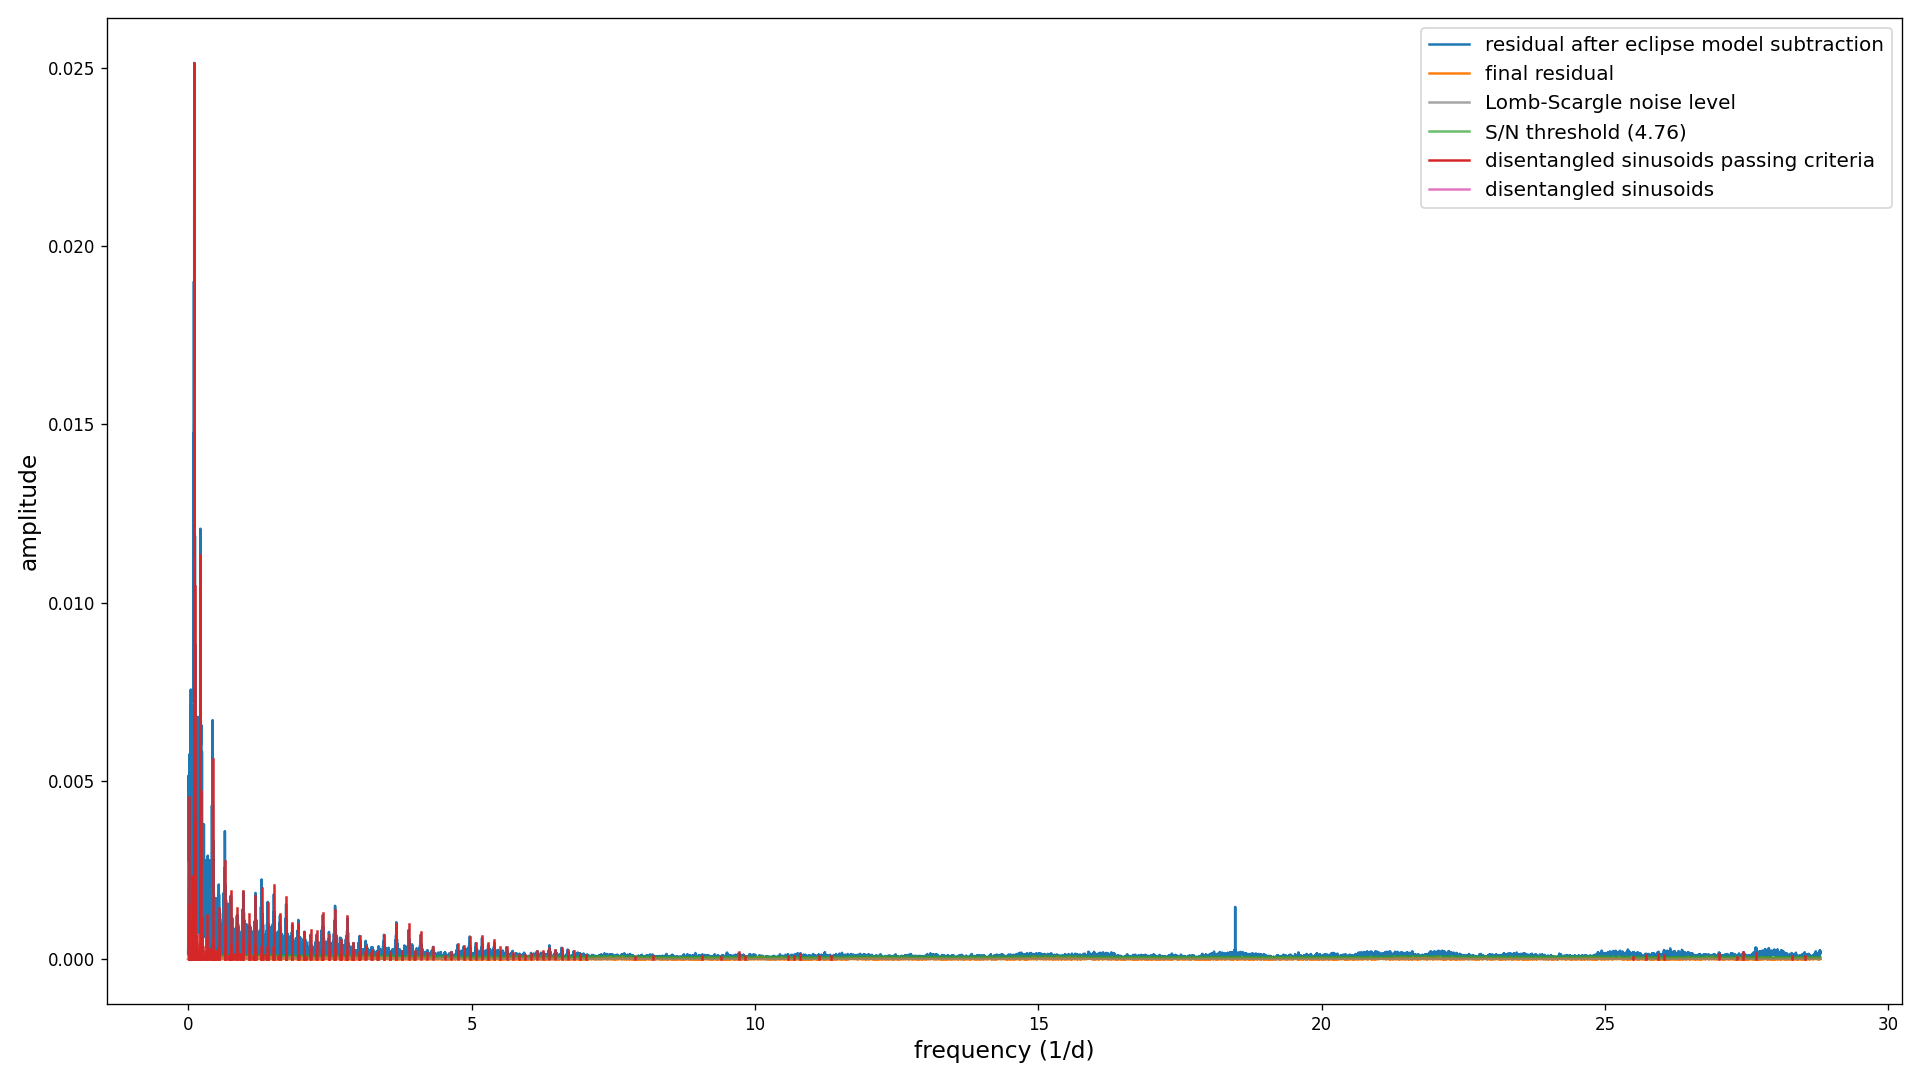 residual after eclipse model subtraction
final residual
Lomb-Scargle noise level
S/N threshold (4.76)
disentangled sinusoids passing criteria
disentangled sinusoids
0.025
0.020
0.015
0.010
0.005
0.000
amplitude
0 5 10 15 20 25 30
frequency (1/d)